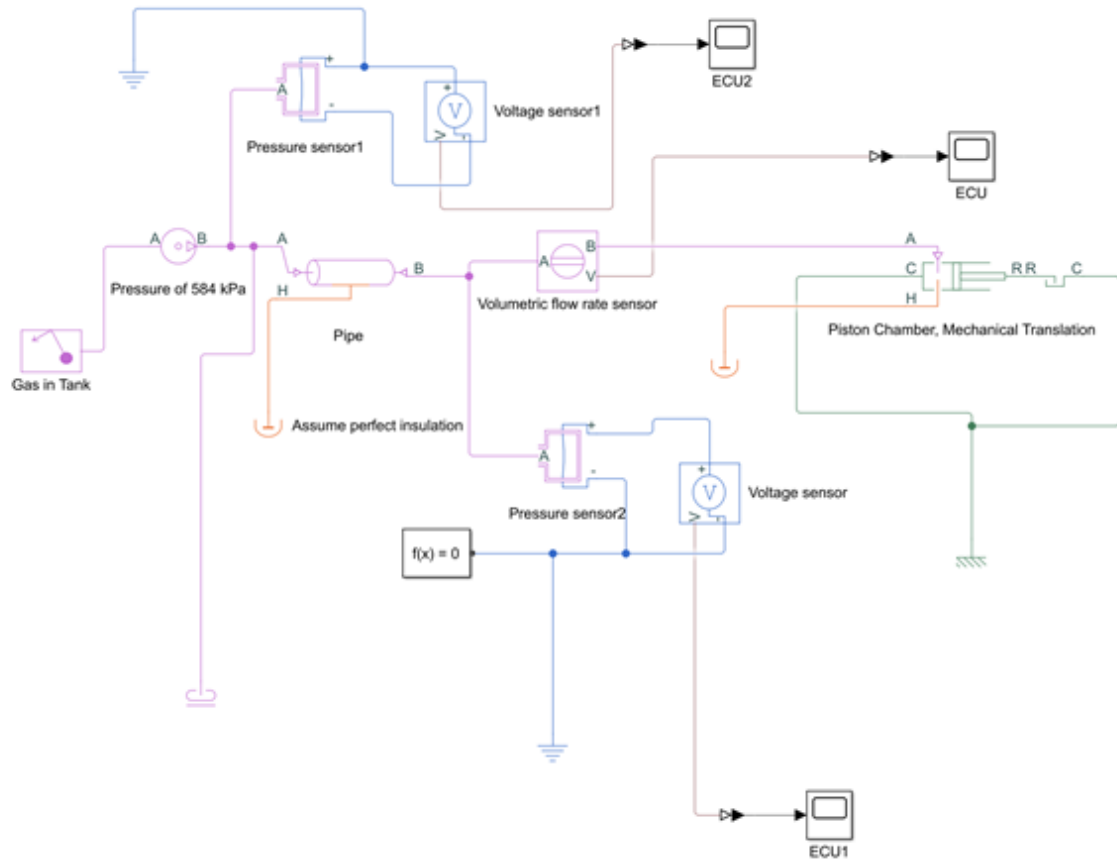 ECU2
+
A
-
Pressure sensor1
+
V
V
-
Voltage sensor1
ECU
A
B
Pressure of 584 kPa
A
B
H
Pipe
A
B
V
Volumetric flow rate sensor
A
C
R R
C
H
Piston Chamber, Mechanical Translation
Gas in Tank
Assume perfect insulation
+
A
-
Pressure sensor2
+
V
V
-
Voltage sensor
f(x) = 0
ECU1